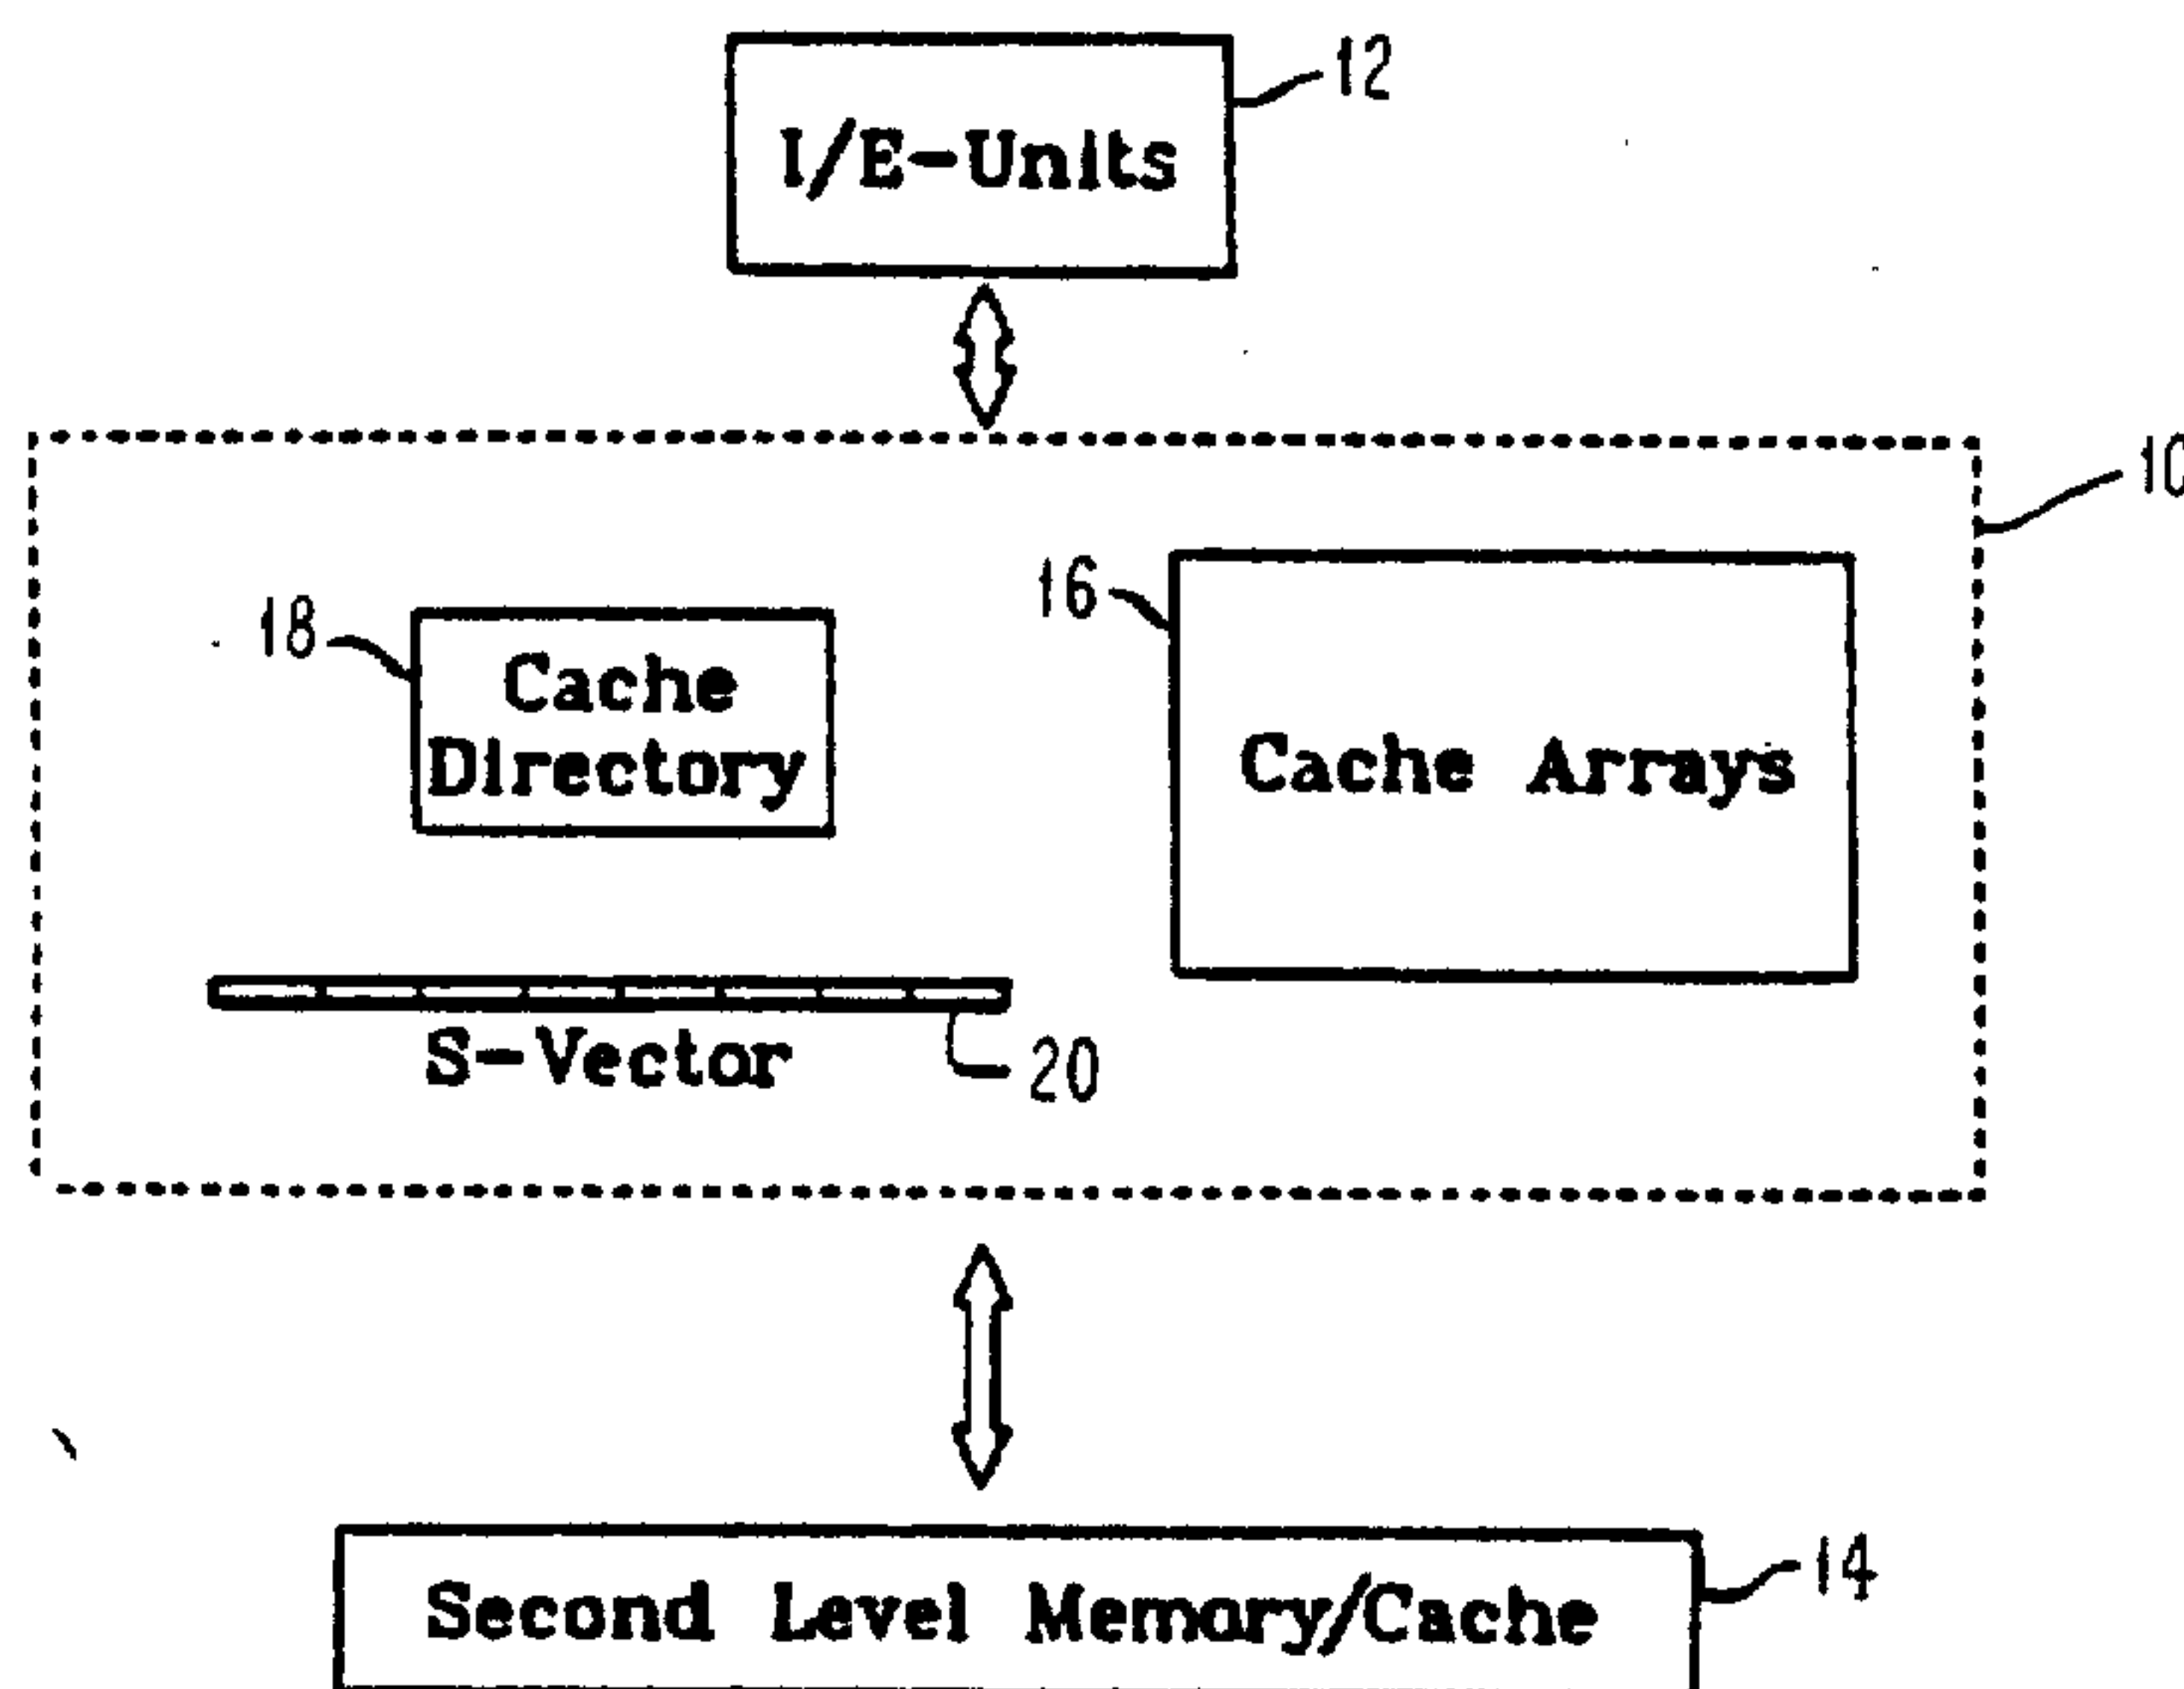 12
I/E-Units
10
16
18
Cache
Directory
Cache Arrays
S-Vector
20
14
Second Level Memory/Cache